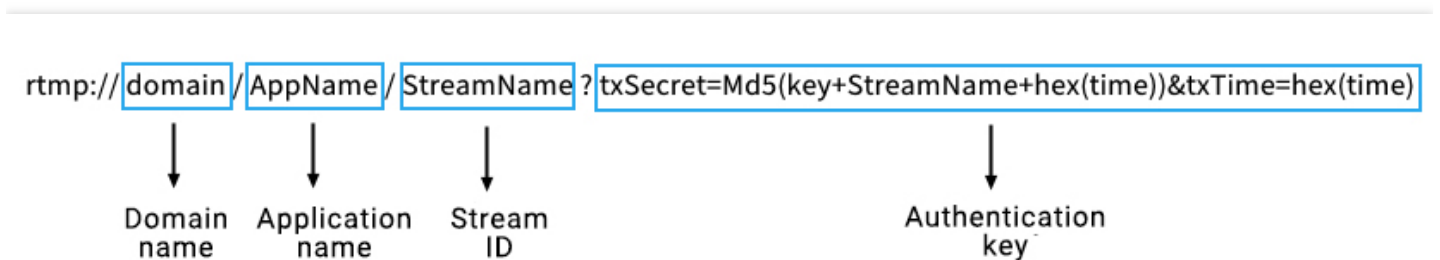 rtmp://domain/AppName/StreamName?txSecret=Md5(key+StreamName+hex(time))&txTime=hex(time)
Domain name
Application name
Stream ID
Authentication key